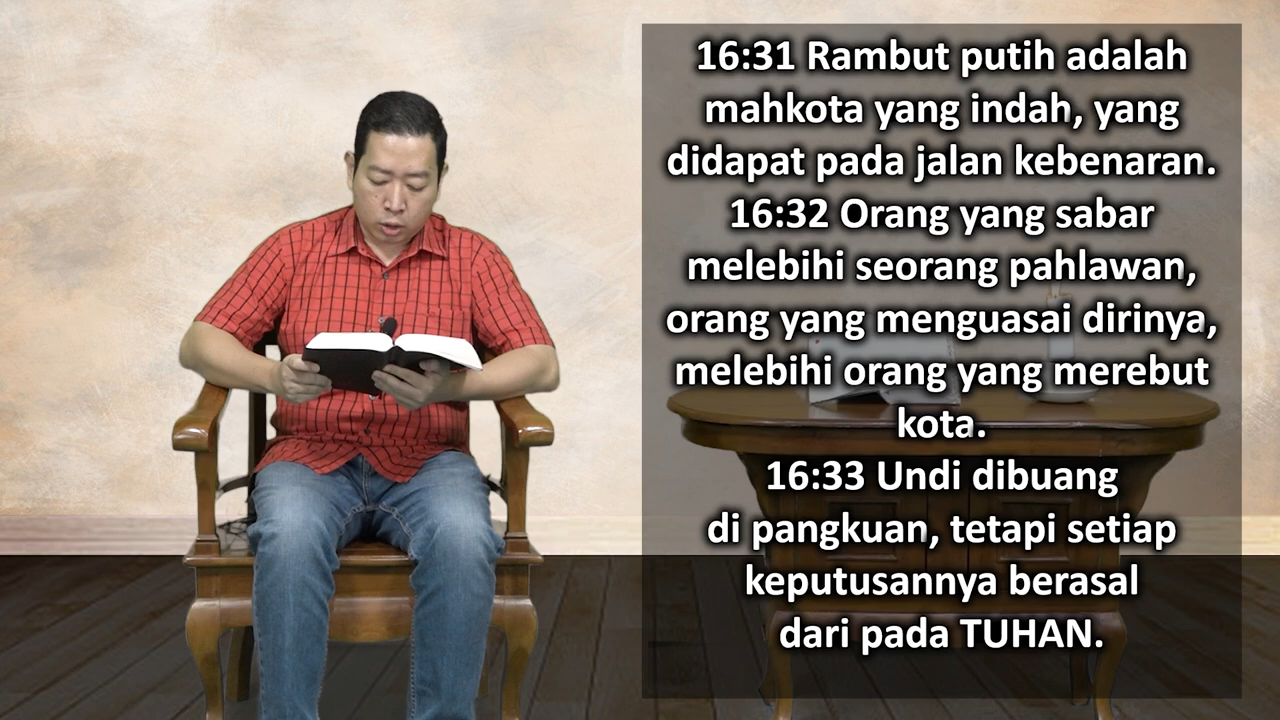 16:31 Rambut putih adalah
mahkota yang indah, yang
didapat pada jalan kebenaran.
16:32 Orang yang sabar
melebihi seorang pahlawan,
orang yang menguasai dirinya,
melebihi orang yang merebut
kota.
16:33 Undi dibuang
di pangkuan, tetapi setiap
keputusannya berasal
dari pada TUHAN.